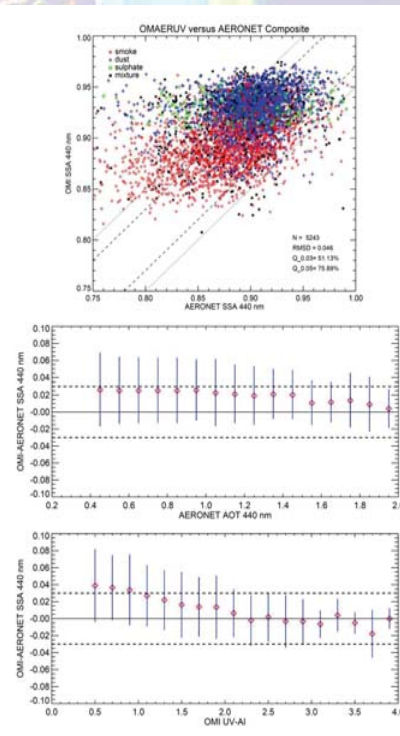 OMAERUV versus AERONET Composite
1.00
0.95
0.90
0.85
0.80
0.75
OMI SSA 440 nm
smoke
dust
sulphate
mixture
N = 5243
RMSD = 0.046
Q_0.03= 51.13%
Q_0.05= 75.89%
0.75 0.80 0.85 0.90 0.95 1.00
AERONET SSA 440 nm
0.10
0.08
0.06
0.04
0.02
-0.00
-0.02
-0.04
-0.06
-0.08
-0.10
OMI-AERONET SSA 440 nm
0.2 0.4 0.6 0.8 1.0 1.2 1.4 1.6 1.8 2.0
AERONET AOT 440 nm
0.10
0.08
0.06
0.04
0.02
-0.00
-0.02
-0.04
-0.06
-0.08
-0.10
OMI-AERONET SSA 440 nm
0.0 0.5 1.0 1.5 2.0 2.5 3.0 3.5 4.0
OMI UV-AI